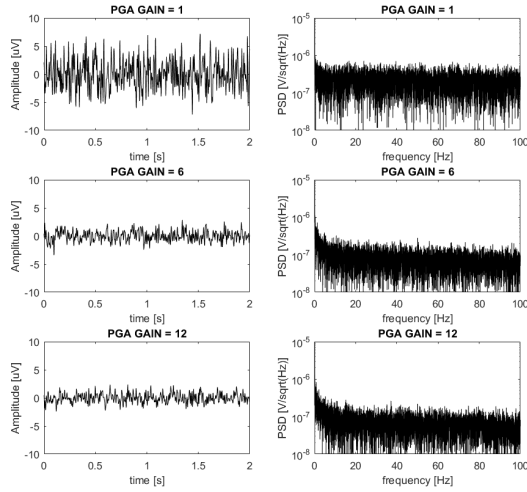 PGA GAIN = 1
Amplitude [uV]
10
5
0
-5
-10
0 0.5 1 1.5 2
time [s]
PGA GAIN = 1
PSD [V/sqrt(Hz)]
10-5
10-6
10-7
10-8
0 20 40 60 80 100
frequency [Hz]
PGA GAIN = 6
Amplitude [uV]
10
5
0
-5
-10
0 0.5 1 1.5 2
time [s]
PGA GAIN = 6
PSD [V/sqrt(Hz)]
10-5
10-6
10-7
10-8
0 20 40 60 80 100
frequency [Hz]
PGA GAIN = 12
Amplitude [uV]
10
5
0
-5
-10
0 0.5 1 1.5 2
time [s]
PGA GAIN = 12
PSD [V/sqrt(Hz)]
10-5
10-6
10-7
10-8
0 20 40 60 80 100
frequency [Hz]